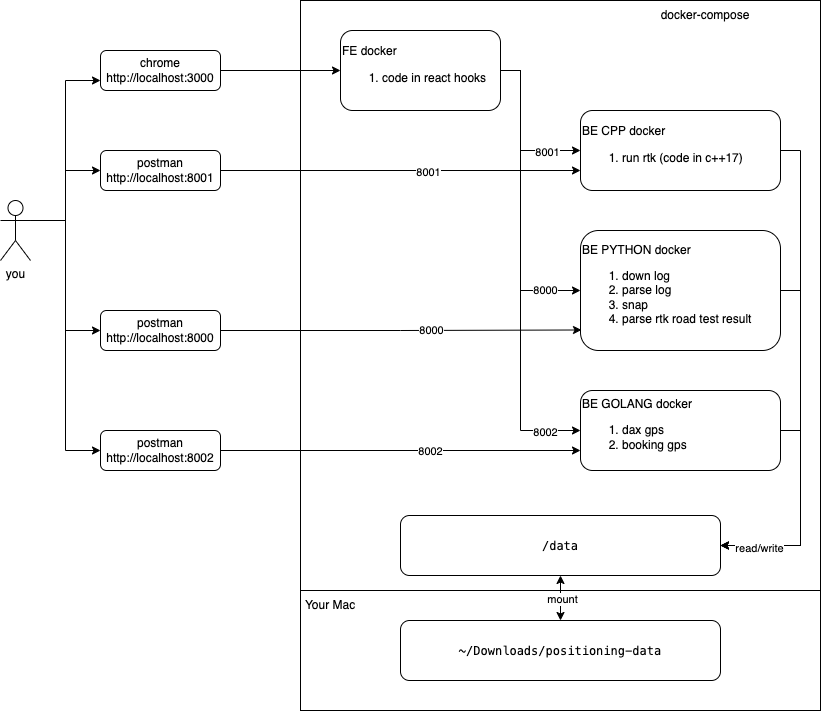 docker-compose
chrome
http://localhost:3000
FE docker
1. code in react hooks
postman
http://localhost:8001
8001
8001
BE CPP docker
1. run rtk (code in c++17)
you
BE PYTHON docker
1. down log
2. parse log
3. snap
4. parse rtk road test result
8000
postman
http://localhost:8000
8000
BE GOLANG docker
1. dax gps
2. booking gps
8002
postman
http://localhost:8002
8002
/data
read/write
mount
Your Mac
~/Downloads/positioning-data